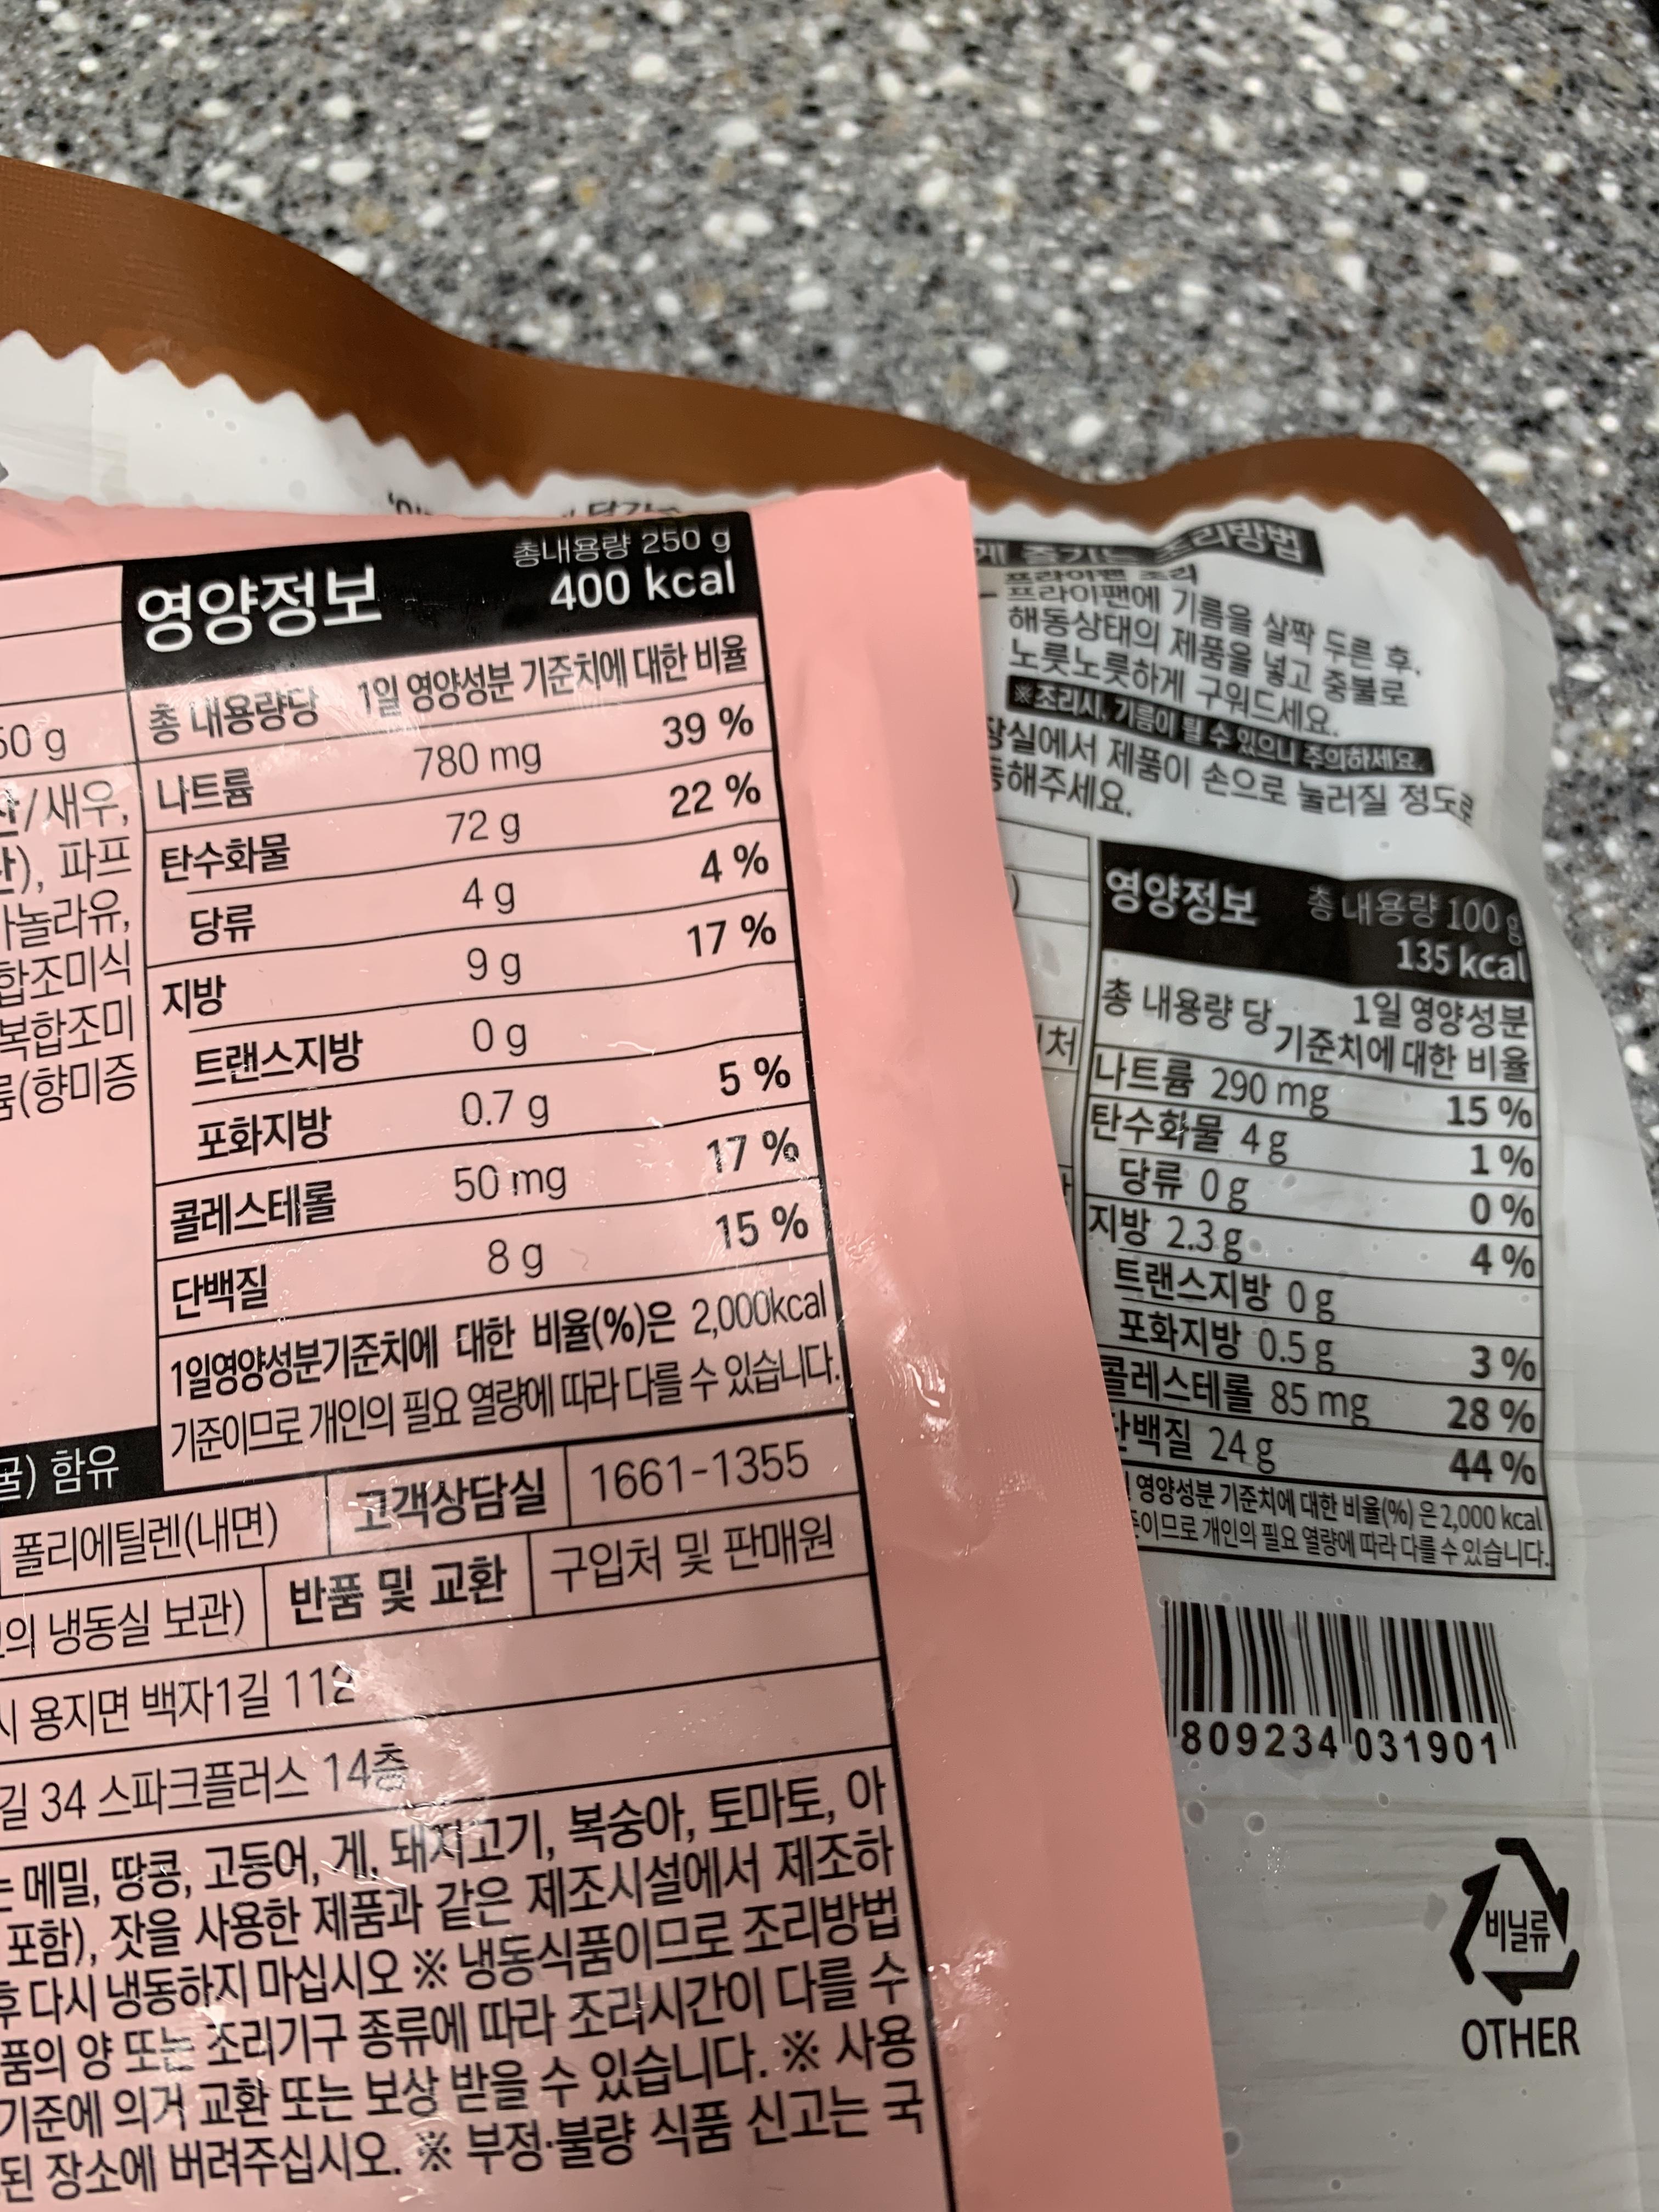 총내용량 250 g
영양정보 400 kcal
총 내용량당 1일 영양성분 기준치에 대한 비율
나트륨 780 mg 39 %
탄수화물 72 g 22 %
당류 4 g 4 %
지방 9 g 17 %
트랜스지방 0 g
포화지방 0.7 g 5 %
콜레스테롤 50 mg 17 %
단백질 8 g 15 %
1일영양성분기준치에 대한 비율(%)은 2,000kcal
기준이므로 개인의 필요 열량에 따라 다를 수 있습니다.
50 g
/새우,
파프
놀라유,
합조미식
복합조미
(향미증
함유
폴리에틸렌(내면) 고객상담실 1661-1355
의 냉동실 보관) 반품 및 교환 구입처 및 판매원
시 용지면 백자1길 112
길 34 스파크플러스 14층
는 메밀, 땅콩, 고등어, 게, 돼지고기, 복숭아, 토마토, 아
포함), 잣을 사용한 제품과 같은 제조시설에서 제조하
후 다시 냉동하지 마십시오 ※ 냉동식품이므로 조리방법
품의 양 또는 조리기구 종류에 따라 조리시간이 다를 수
기준에 의거 교환 또는 보상 받을 수 있습니다. ※ 사용
된 장소에 버려주십시오. ※ 부정·불량 식품 신고는 국
게 즐기는 조리방법
프라이팬 조리
프라이팬에 기름을 살짝 두른 후,
해동상태의 제품을 넣고 중불로
노릇노릇하게 구워드세요.
※조리시, 기름이 튈 수 있으니 주의하세요.
장실에서 제품이 손으로 눌러질 정도로
동해주세요.
영양정보 총 내용량 100 g
135 kcal
총 내용량 당 1일 영양성분
기준치에 대한 비율
나트륨 290 mg 15 %
탄수화물 4 g 1 %
당류 0 g 0 %
지방 2.3 g 4 %
트랜스지방 0 g
포화지방 0.5 g 3 %
콜레스테롤 85 mg 28 %
단백질 24 g 44 %
영양성분 기준치에 대한 비율(%) 은 2,000 kcal
준이므로 개인의 필요 열량에 따라 다를 수 있습니다.
처
809234 031901
비닐류
OTHER